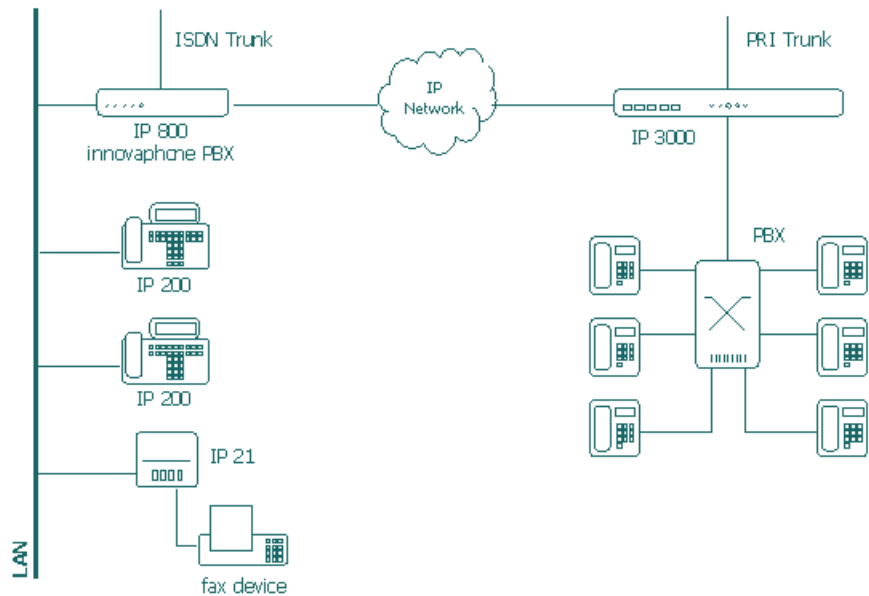 ISDN Trunk
PRI Trunk
IP
Network
IP 800
innovaphone PBX
IP 3000
PBX
IP 200
IP 200
IP 21
LAN
fax device